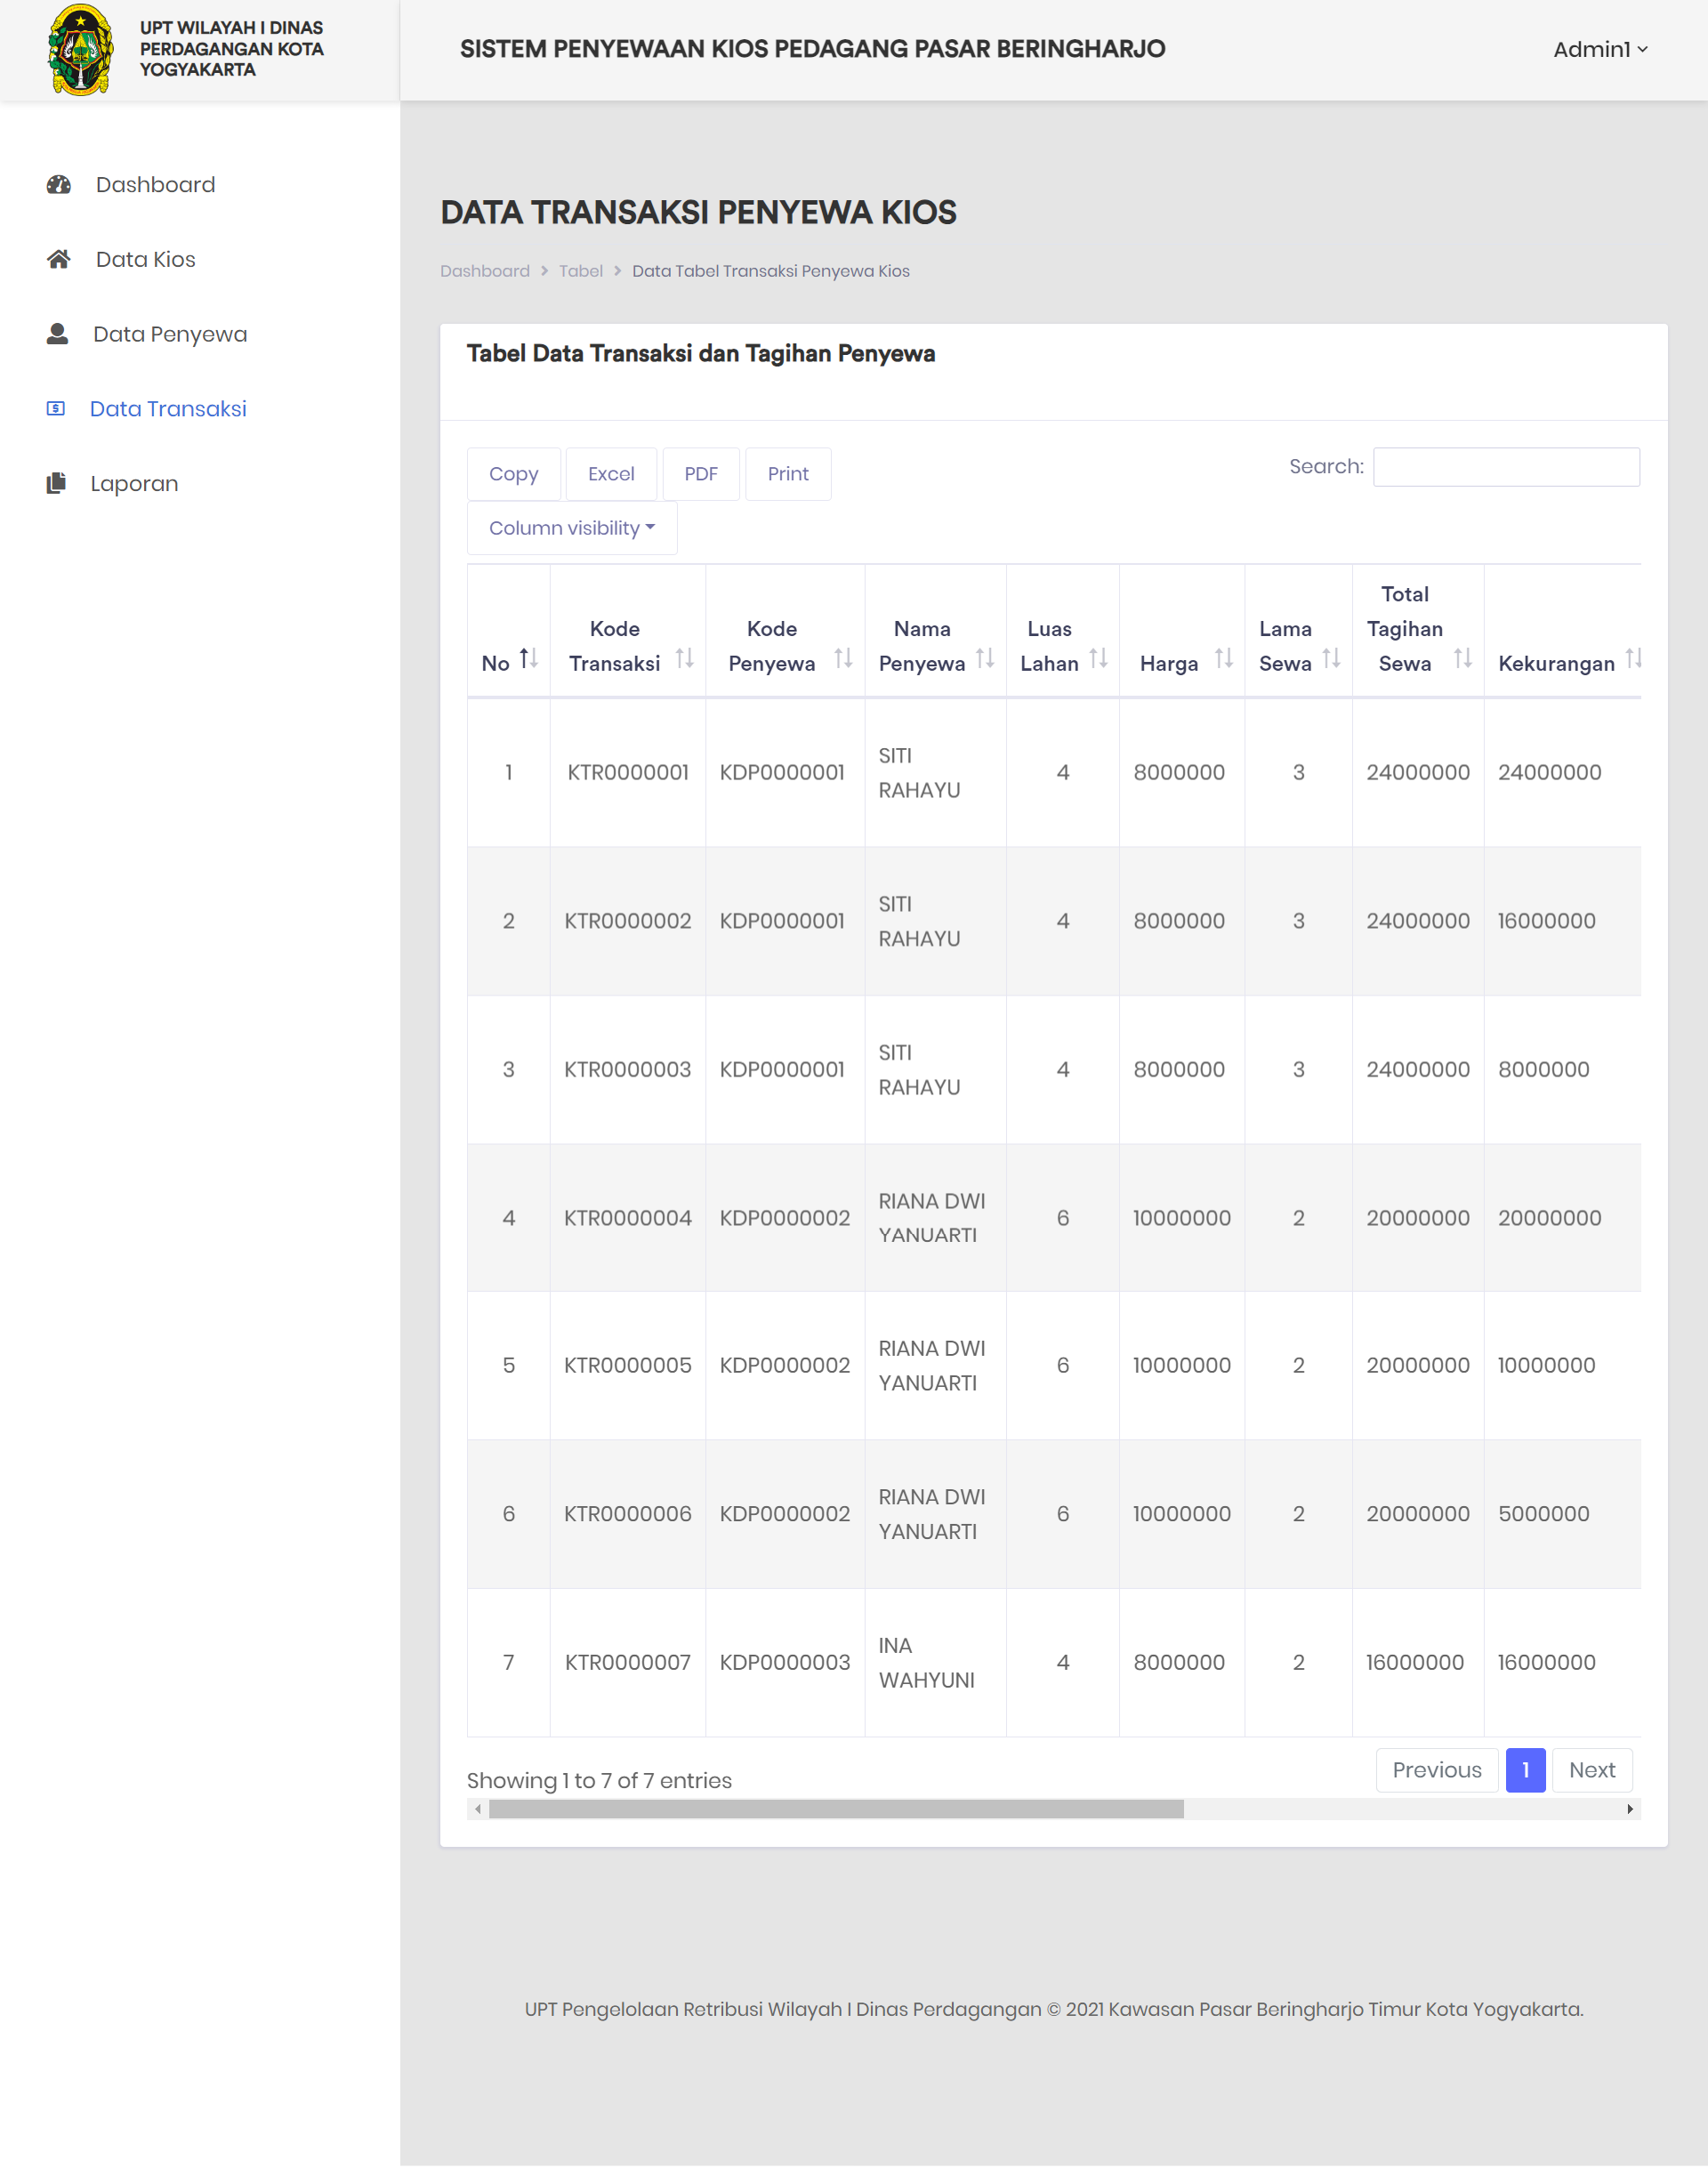 UPT WILAYAH I DINAS
PERDAGANGAN KOTA
YOGYAKARTA
SISTEM PENYEWAAN KIOS PEDAGANG PASAR BERINGHARJO
Admin1
Dashboard
Data Kios
Data Penyewa
Data Transaksi
Laporan
DATA TRANSAKSI PENYEWA KIOS
Dashboard > Tabel > Data Tabel Transaksi Penyewa Kios
Tabel Data Transaksi dan Tagihan Penyewa
Copy Excel PDF Print
Search:
Column visibility
No Kode Transaksi Kode Penyewa Nama Penyewa Luas Lahan Harga Lama Sewa Total Tagihan Sewa Kekurangan
1 KTR0000001 KDP0000001 SITI RAHAYU 4 8000000 3 24000000 24000000
2 KTR0000002 KDP0000001 SITI RAHAYU 4 8000000 3 24000000 16000000
3 KTR0000003 KDP0000001 SITI RAHAYU 4 8000000 3 24000000 8000000
4 KTR0000004 KDP0000002 RIANA DWI YANUARTI 6 10000000 2 20000000 20000000
5 KTR0000005 KDP0000002 RIANA DWI YANUARTI 6 10000000 2 20000000 10000000
6 KTR0000006 KDP0000002 RIANA DWI YANUARTI 6 10000000 2 20000000 5000000
7 KTR0000007 KDP0000003 INA WAHYUNI 4 8000000 2 16000000 16000000
Showing 1 to 7 of 7 entries
Previous 1 Next
UPT Pengelolaan Retribusi Wilayah I Dinas Perdagangan © 2021 Kawasan Pasar Beringharjo Timur Kota Yogyakarta.